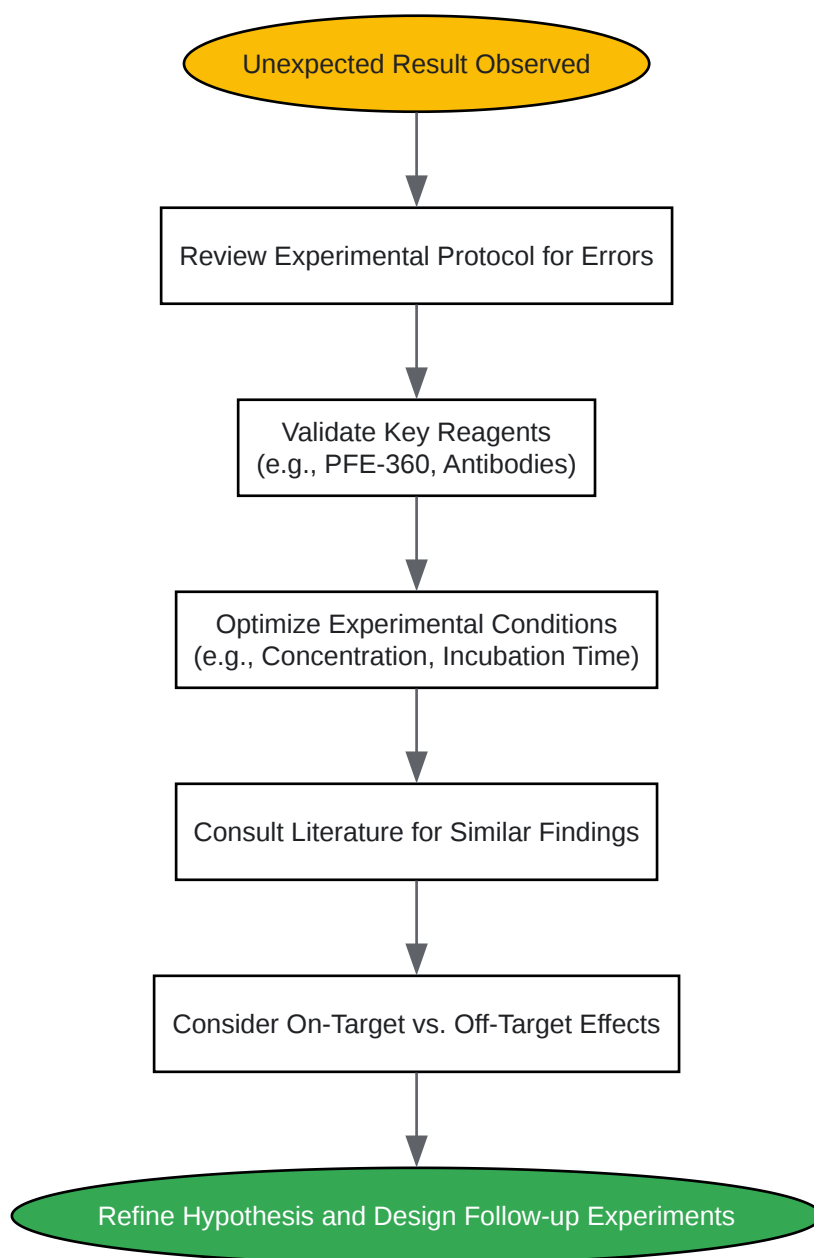 Unexpected Result Observed
Review Experimental Protocol for Errors
Validate Key Reagents
(e.g., PFE-360, Antibodies)
Optimize Experimental Conditions
(e.g., Concentration, Incubation Time)
Consult Literature for Similar Findings
Consider On-Target vs. Off-Target Effects
Refine Hypothesis and Design Follow-up Experiments